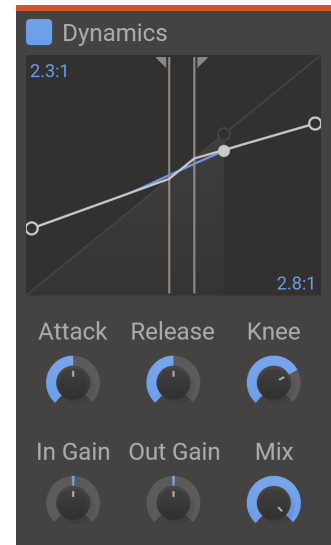 Dynamics
2.3:1
2.8:1
Attack Release Knee
In Gain Out Gain Mix